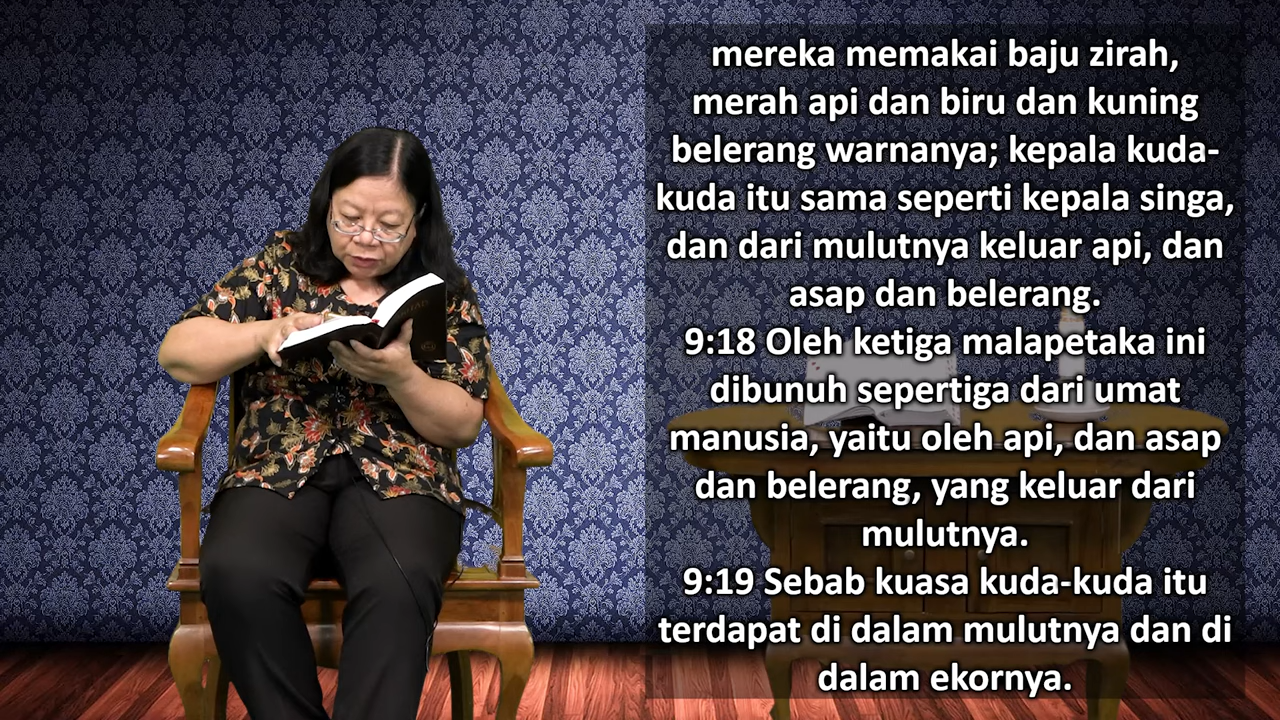 mereka memakai baju zirah,
merah api dan biru dan kuning
belerang warnanya; kepala kuda-
kuda itu sama seperti kepala singa,
dan dari mulutnya keluar api, dan
asap dan belerang.
9:18 Oleh ketiga malapetaka ini
dibunuh sepertiga dari umat
manusia, yaitu oleh api, dan asap
dan belerang, yang keluar dari
mulutnya.
9:19 Sebab kuasa kuda-kuda itu
terdapat di dalam mulutnya dan di
dalam ekornya.